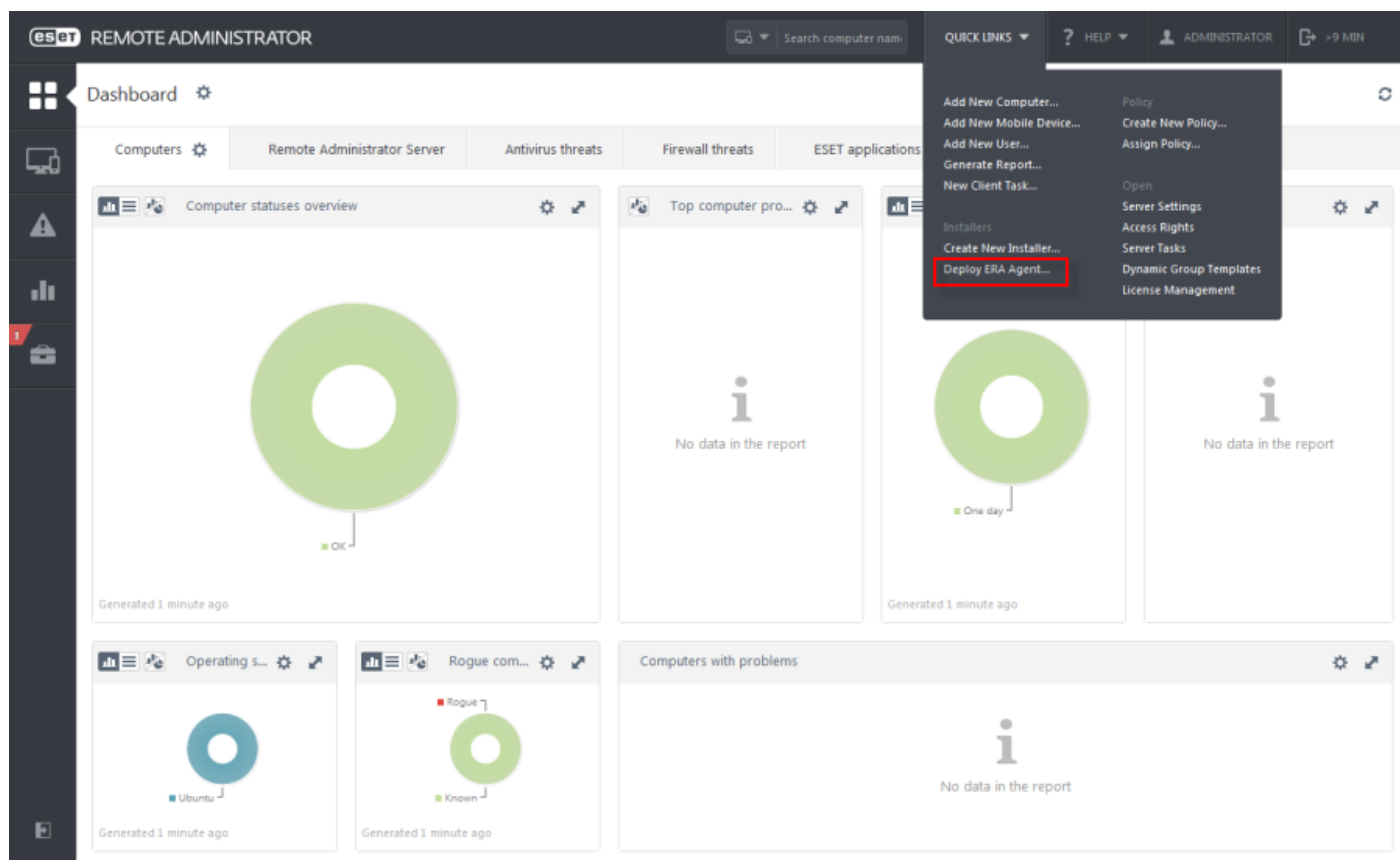 eset REMOTE ADMINISTRATOR
Search computer nam
QUICK LINKS
? HELP
ADMINISTRATOR
>9 MIN
Dashboard
Add New Computer...
Add New Mobile Device...
Add New User...
Generate Report...
New Client Task...
Installers
Create New Installer...
Deploy ERA Agent...
Policy
Create New Policy...
Assign Policy...
Open
Server Settings
Access Rights
Server Tasks
Dynamic Group Templates
License Management
Computers
Remote Administrator Server
Antivirus threats
Firewall threats
ESET applications
Computer statuses overview
OK
Generated 1 minute ago
Top computer pro...
No data in the report
One day
Generated 1 minute ago
No data in the report
1
Operating s...
Ubuntu
Generated 1 minute ago
Rogue com...
Rogue
Known
Generated 1 minute ago
Computers with problems
No data in the report